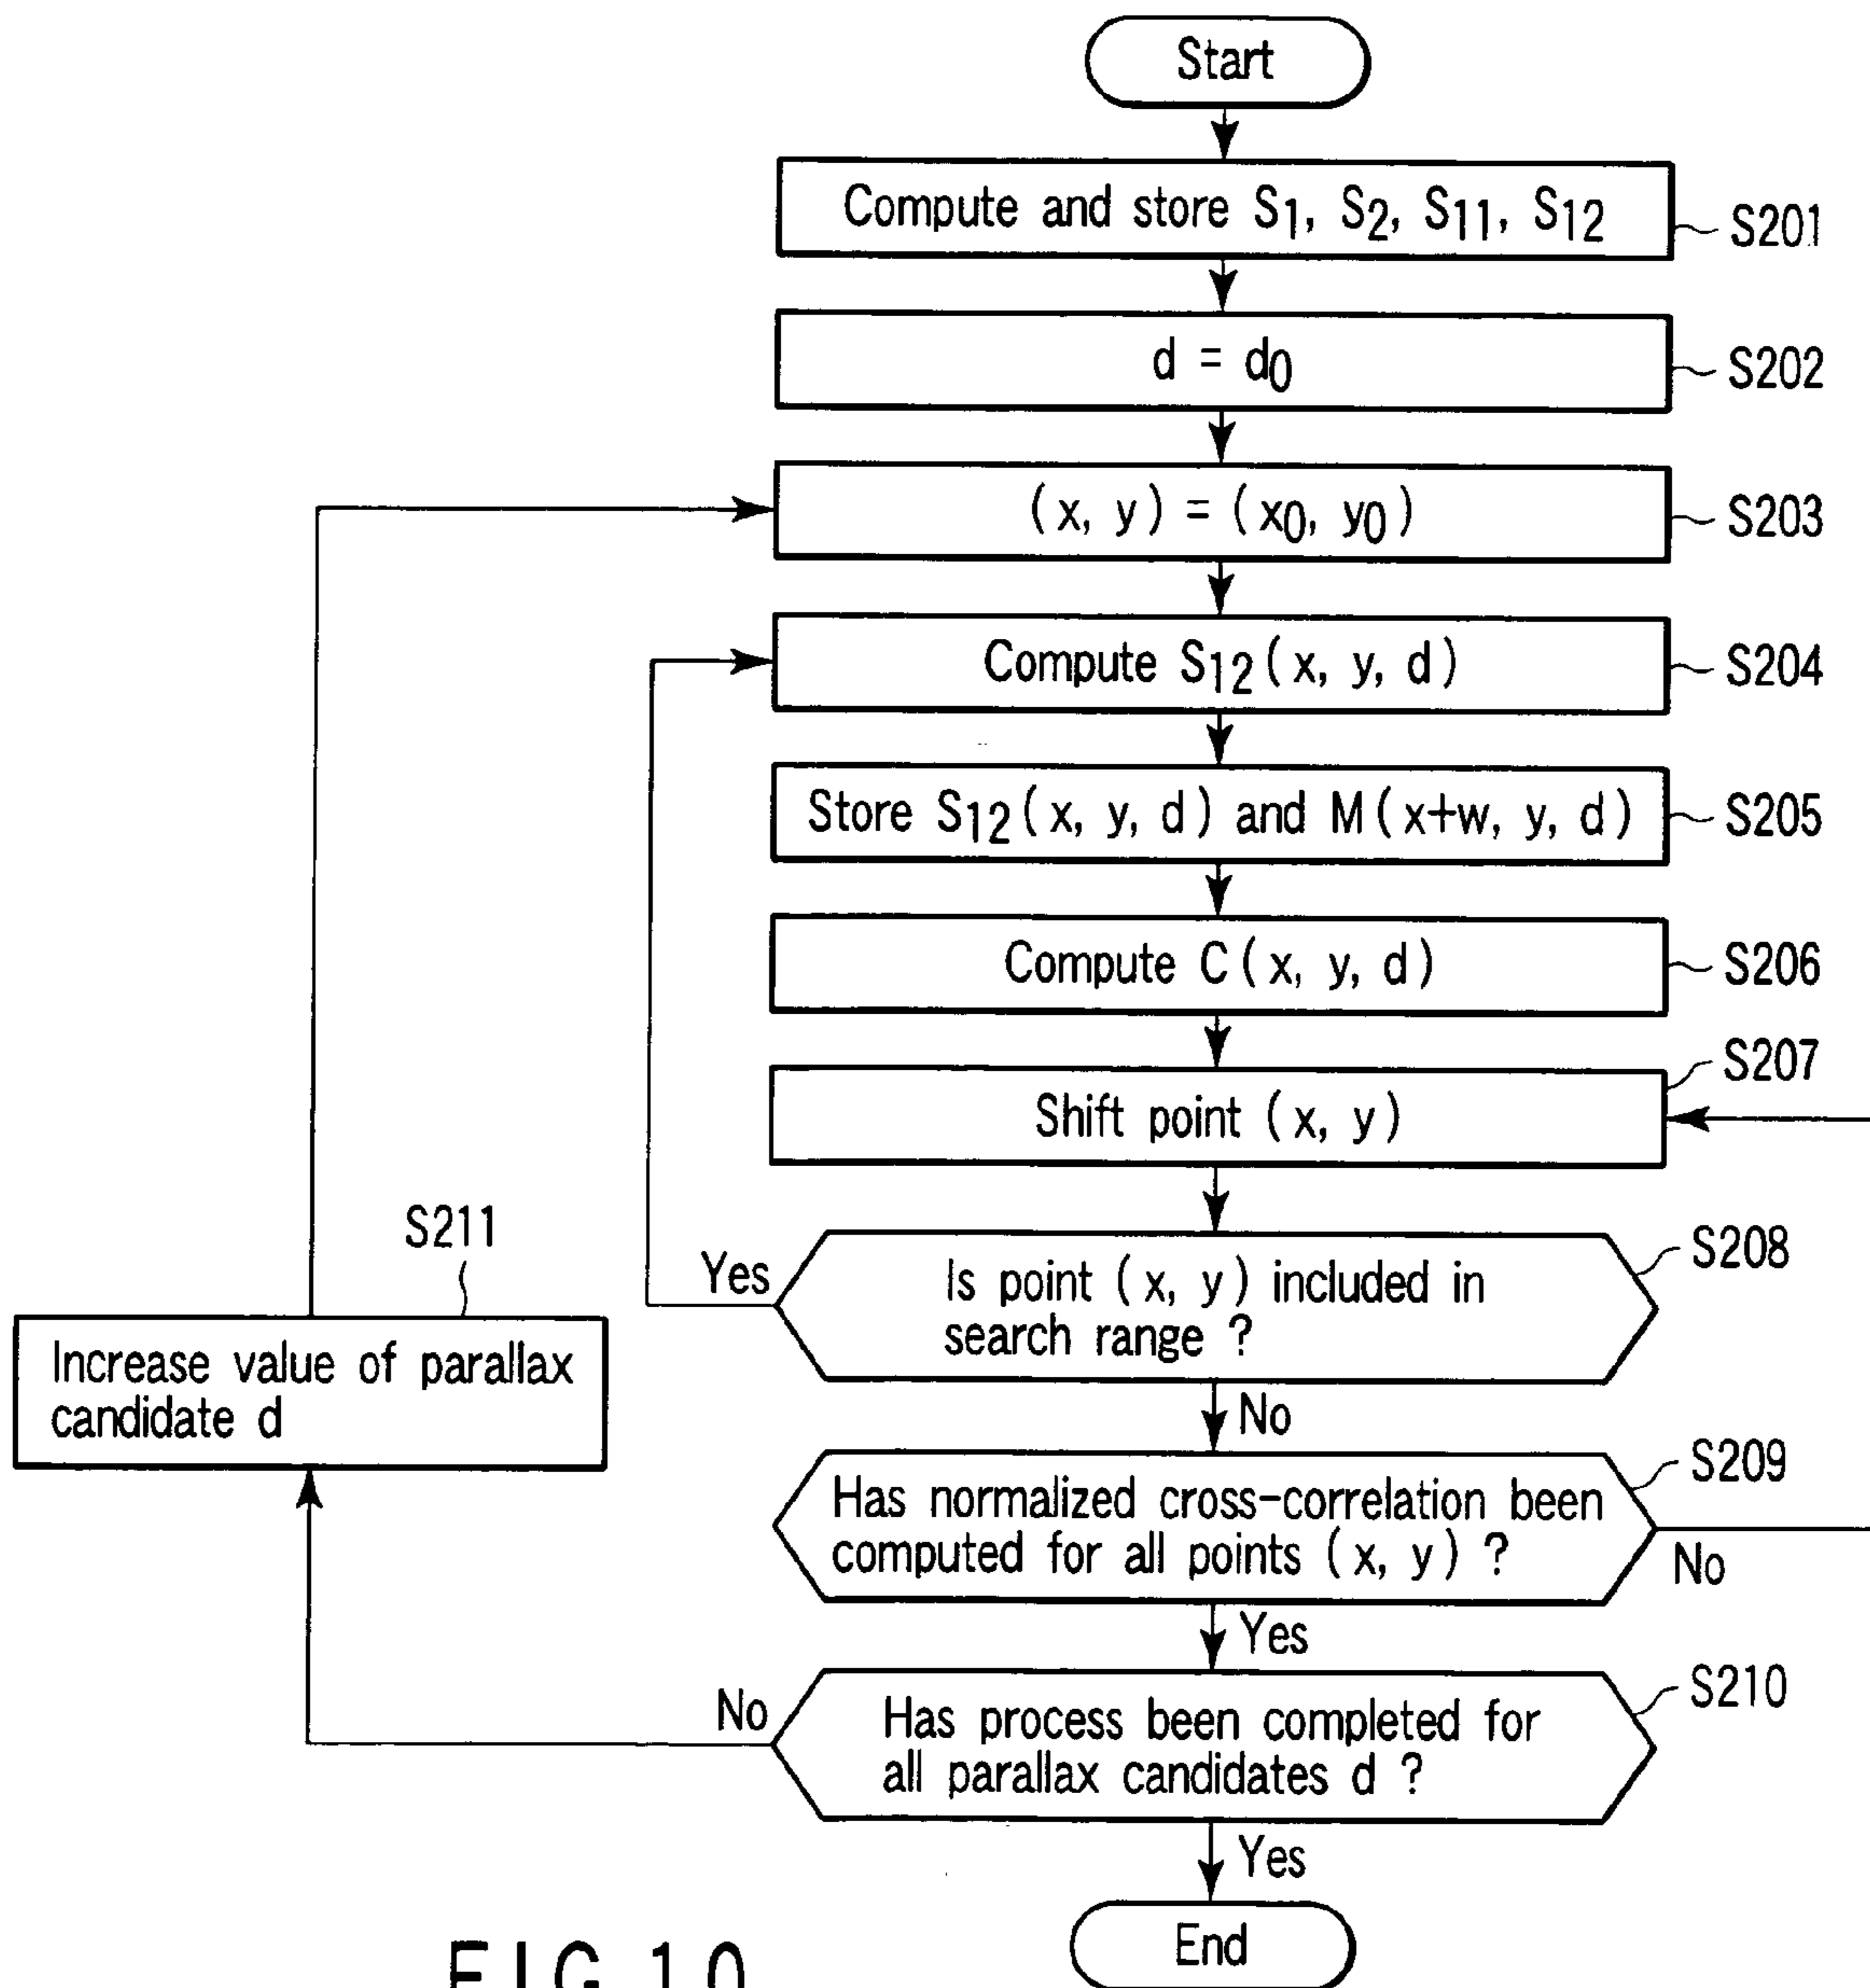 Start
Compute and store S1, S2, S11, S12
S201
d = d0
S202
(x, y) = (x0, y0)
S203
Compute S12(x, y, d)
S204
Store S12(x, y, d) and M(x+w, y, d)
S205
Compute C(x, y, d)
S206
S207
Shift point (x, y)
S208
Yes
Is point (x, y) included in
search range ?
No
S211
Increase value of parallax
candidate d
S209
Has normalized cross-correlation been
computed for all points (x, y) ?
No
Yes
S210
No
Has process been completed for
all parallax candidates d ?
Yes
End
FIG.10